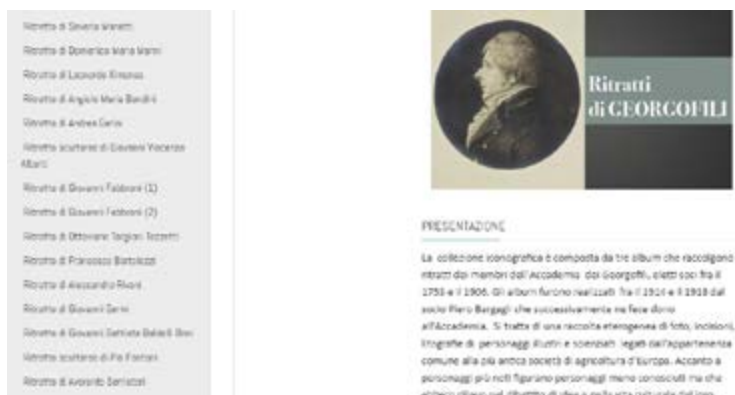 Ritratto di Saverio Manetti
Ritratto di Domenico Maria Manni
Ritratto di Leonardo Ximenes
Ritratto di Angiolo Maria Bandini
Ritratto di Andrea
Ritratto scultoreo di Giovanni Vincenzo
Alberti
Ritratto di Giovanni Fabbroni (1)
Ritratto di Giovanni Fabbroni (2)
Ritratto di Ottaviano Targioni Tozzetti
Ritratto di Francesco Bartolozzi
Ritratto di Alessandro Rivani
Ritratto di Giovanni
Ritratto di Giovanni Battista Baldelli Boni
Ritratto scultoreo di Pio Fantoni
Ritratto di Averardo Serristori
Ritratti
di GEORGOFILI
PRESENTAZIONE
La collezione iconografica è composta da tre album che raccolgono
ritratti dei membri dell'Accademia dei Georgofili, eletti soci fra il
1753 e il 1906. Gli album furono realizzati fra il 1914 e il 1918 dal
socio Piero Bargagli che successivamente ne fece dono
all'Accademia. Si tratta di una raccolta eterogenea di foto, incisioni,
litografie di personaggi illustri e scienziati legati dall'appartenenza
comune alla più antica società di agricoltura d'Europa. Accanto a
personaggi più noti figurano personaggi meno conosciuti ma che